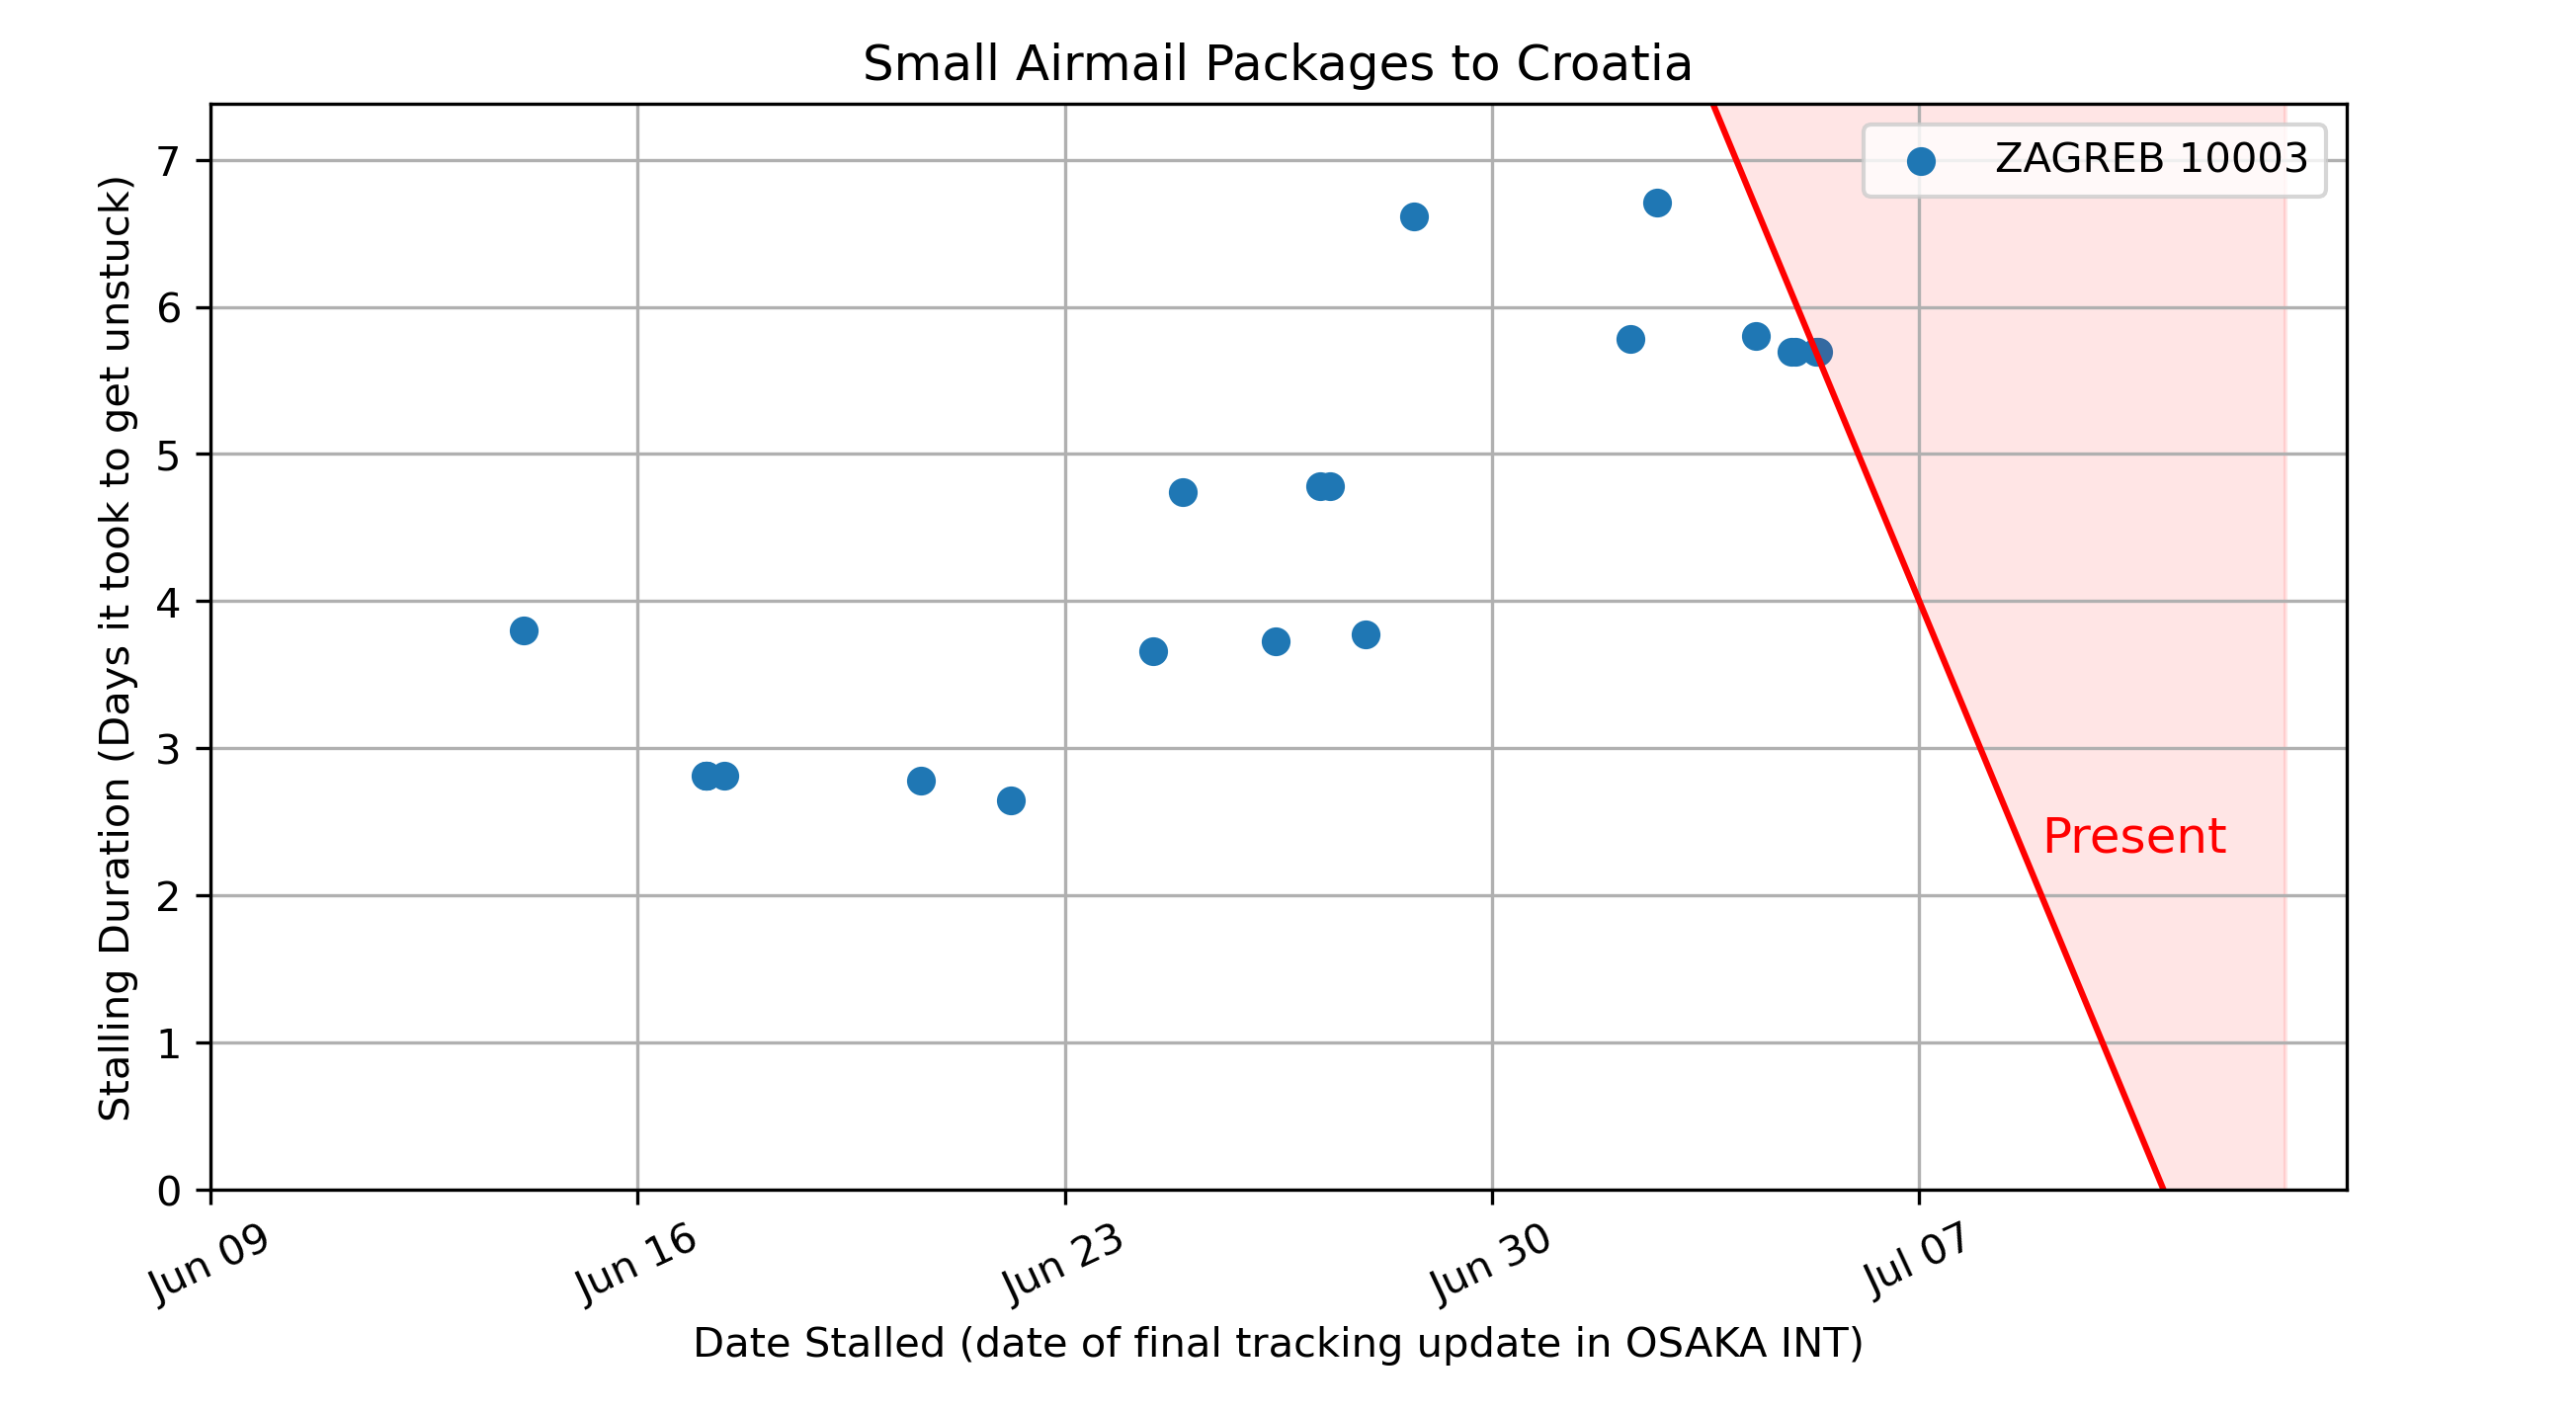 Small Airmail Packages to Croatia
ZAGREB 10003
Stalling Duration (Days it took to get unstuck)
7
6
5
4
3
2
1
0
Present
Jun 09
Jun 16
Jun 23
Jun 30
Jul 07
Date Stalled (date of final tracking update in OSAKA INT)